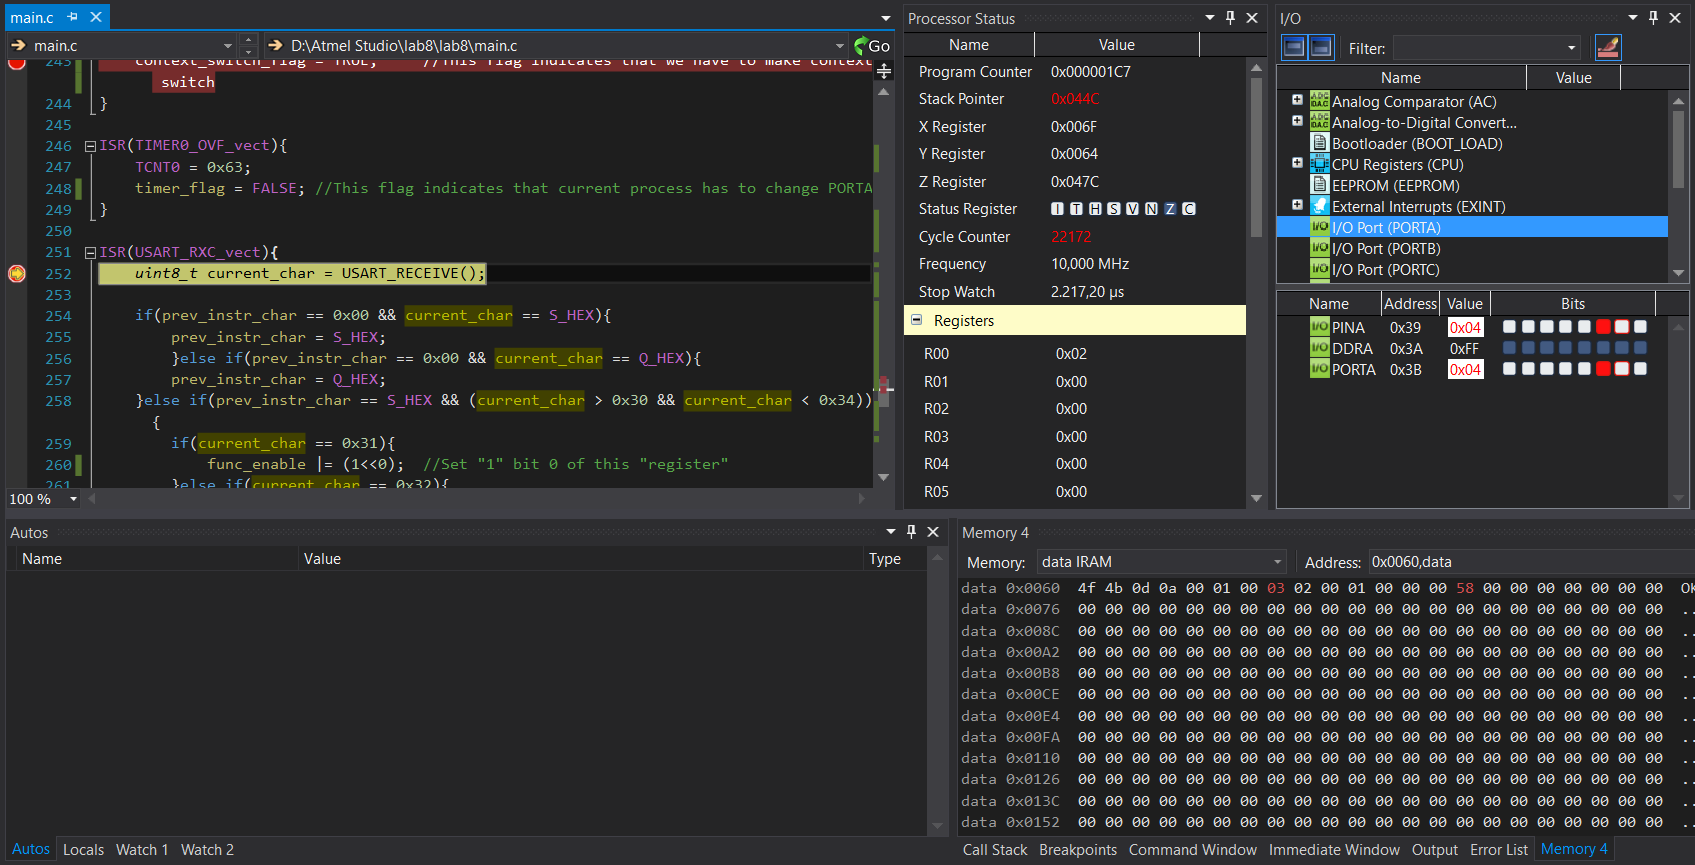 main.c
main.c
D:\Atmel Studio\lab8\lab8\main.c
Go
243 context_switch_flag = TRUE; //This flag indicates that we have to make context
switch
244 }
245
246 ISR(TIMER0_OVF_vect){
247 TCNT0 = 0x63;
248 timer_flag = FALSE; //This flag indicates that current process has to change PORTA
249 }
250
251 ISR(USART_RXC_vect){
252 uint8_t current_char = USART_RECEIVE();
253
254 if(prev_instr_char == 0x00 && current_char == S_HEX){
255 prev_instr_char = S_HEX;
256 }else if(prev_instr_char == 0x00 && current_char == Q_HEX){
257 prev_instr_char = Q_HEX;
258 }else if(prev_instr_char == S_HEX && (current_char > 0x30 && current_char < 0x34))
{
259 if(current_char == 0x31){
260 func_enable |= (1<<0); //Set "1" bit 0 of this "register"
261 }else if(current_char == 0x32){
100 %
Processor Status
Name Value
Program Counter 0x000001C7
Stack Pointer 0x044C
X Register 0x006F
Y Register 0x0064
Z Register 0x047C
Status Register I T H S V N Z C
Cycle Counter 22172
Frequency 10,000 MHz
Stop Watch 2.217,20 µs
Registers
R00 0x02
R01 0x00
R02 0x00
R03 0x00
R04 0x00
R05 0x00
I/O
Filter:
Name Value
Analog Comparator (AC)
Analog-to-Digital Convert...
Bootloader (BOOT_LOAD)
CPU Registers (CPU)
EEPROM (EEPROM)
External Interrupts (EXINT)
I/O Port (PORTA)
I/O Port (PORTB)
I/O Port (PORTC)
Name Address Value Bits
I/O PINA 0x39 0x04
I/O DDRA 0x3A 0xFF
I/O PORTA 0x3B 0x04
Autos
Name Value Type
Autos Locals Watch 1 Watch 2
Memory 4
Memory: data IRAM Address: 0x0060,data
data 0x0060 4f 4b 0d 0a 00 01 00 03 02 00 01 00 00 00 58 00 00 00 00 00 00 00 OK
data 0x0076 00 00 00 00 00 00 00 00 00 00 00 00 00 00 00 00 00 00 00 00 00 00 ..
data 0x008C 00 00 00 00 00 00 00 00 00 00 00 00 00 00 00 00 00 00 00 00 00 00 ..
data 0x00A2 00 00 00 00 00 00 00 00 00 00 00 00 00 00 00 00 00 00 00 00 00 00 ..
data 0x00B8 00 00 00 00 00 00 00 00 00 00 00 00 00 00 00 00 00 00 00 00 00 00 ..
data 0x00CE 00 00 00 00 00 00 00 00 00 00 00 00 00 00 00 00 00 00 00 00 00 00 ..
data 0x00E4 00 00 00 00 00 00 00 00 00 00 00 00 00 00 00 00 00 00 00 00 00 00 ..
data 0x00FA 00 00 00 00 00 00 00 00 00 00 00 00 00 00 00 00 00 00 00 00 00 00 ..
data 0x0110 00 00 00 00 00 00 00 00 00 00 00 00 00 00 00 00 00 00 00 00 00 00 ..
data 0x0126 00 00 00 00 00 00 00 00 00 00 00 00 00 00 00 00 00 00 00 00 00 00 ..
data 0x013C 00 00 00 00 00 00 00 00 00 00 00 00 00 00 00 00 00 00 00 00 00 00 ..
data 0x0152 00 00 00 00 00 00 00 00 00 00 00 00 00 00 00 00 00 00 00 00 00 00 ..
Call Stack Breakpoints Command Window Immediate Window Output Error List Memory 4